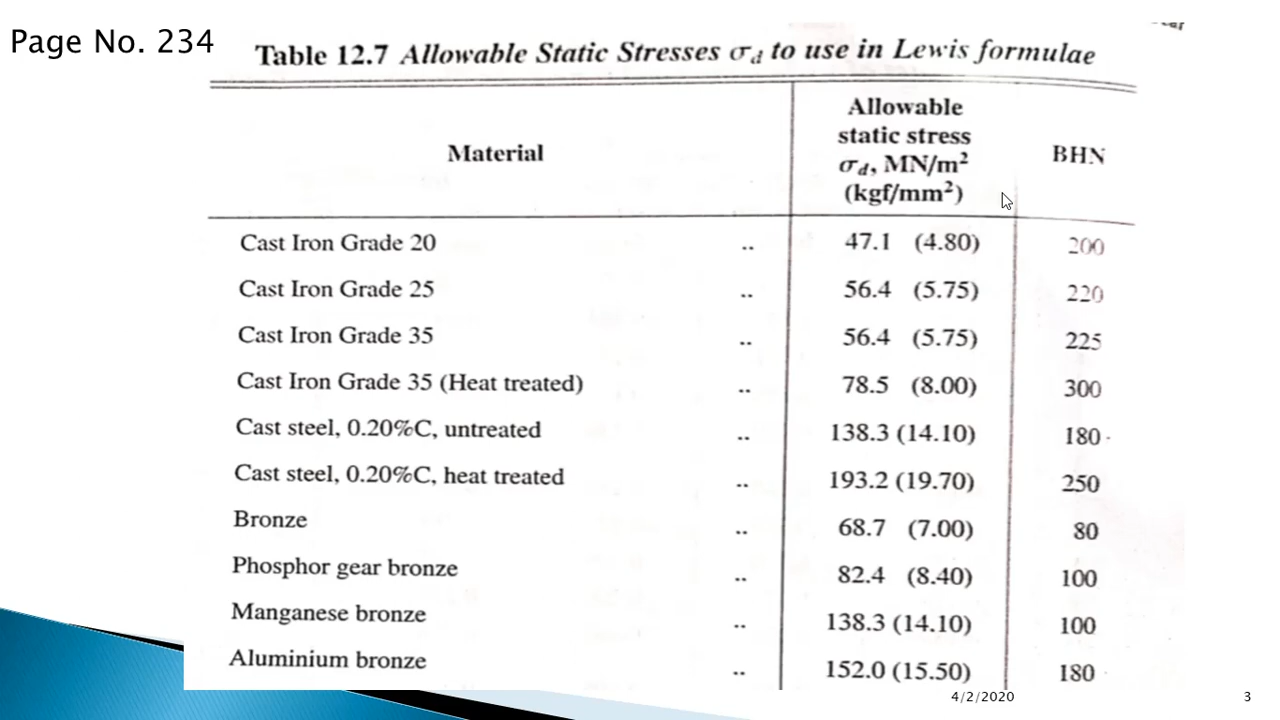 Page No. 234
Table 12.7 Allowable Static Stresses σd to use in Lewis formulae
Material
Allowable
static stress
σd, MN/m²
(kgf/mm²)
BHN
Cast Iron Grade 20 .. 47.1 (4.80) 200
Cast Iron Grade 25 .. 56.4 (5.75) 220
Cast Iron Grade 35 .. 56.4 (5.75) 225
Cast Iron Grade 35 (Heat treated) .. 78.5 (8.00) 300
Cast steel, 0.20%C, untreated .. 138.3 (14.10) 180
Cast steel, 0.20%C, heat treated .. 193.2 (19.70) 250
Bronze .. 68.7 (7.00) 80
Phosphor gear bronze .. 82.4 (8.40) 100
Manganese bronze .. 138.3 (14.10) 100
Aluminium bronze .. 152.0 (15.50) 180
4/2/2020
3